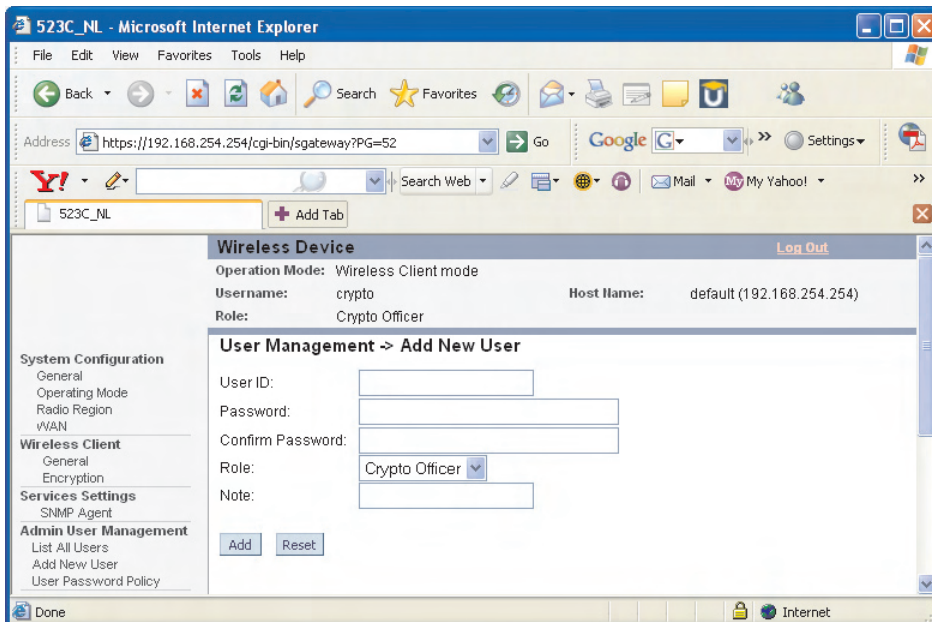 523C_NL - Microsoft Internet Explorer
File Edit View Favorites Tools Help
Back Search Favorites
Address https://192.168.254.254/cgi-bin/sgateway?PG=52 Go Google G Settings
Y! Search Web Mail My My Yahoo!
523C_NL Add Tab
Wireless Device Log Out
Operation Mode: Wireless Client mode
Username: crypto Host Name: default (192.168.254.254)
Role: Crypto Officer
System Configuration
General
Operating Mode
Radio Region
WAN
Wireless Client
General
Encryption
Services Settings
SNMP Agent
Admin User Management
List All Users
Add New User
User Password Policy
User Management -> Add New User
User ID:
Password:
Confirm Password:
Role: Crypto Officer
Note:
Add Reset
Done Internet